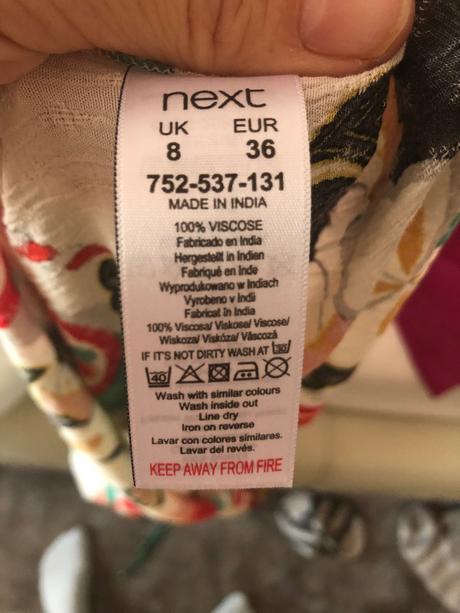 next
UK EUR
8 36
752-537-131
MADE IN INDIA
100% VISCOSE
Fabricado en India
Hergestellt in Indien
Fabriqué en Inde
Wyprodukowano w Indiach
Vyrobeno v Indii
Fabricat în India
100% Viscosa/ Viskose/ Viscose/
Wiskoza/ Viskóza/ Vâscoză
IF IT'S NOT DIRTY WASH AT 30
40
Wash with similar colours
Wash inside out
Line dry
Iron on reverse
Lavar con colores similares.
Lavar del revés.
KEEP AWAY FROM FIRE